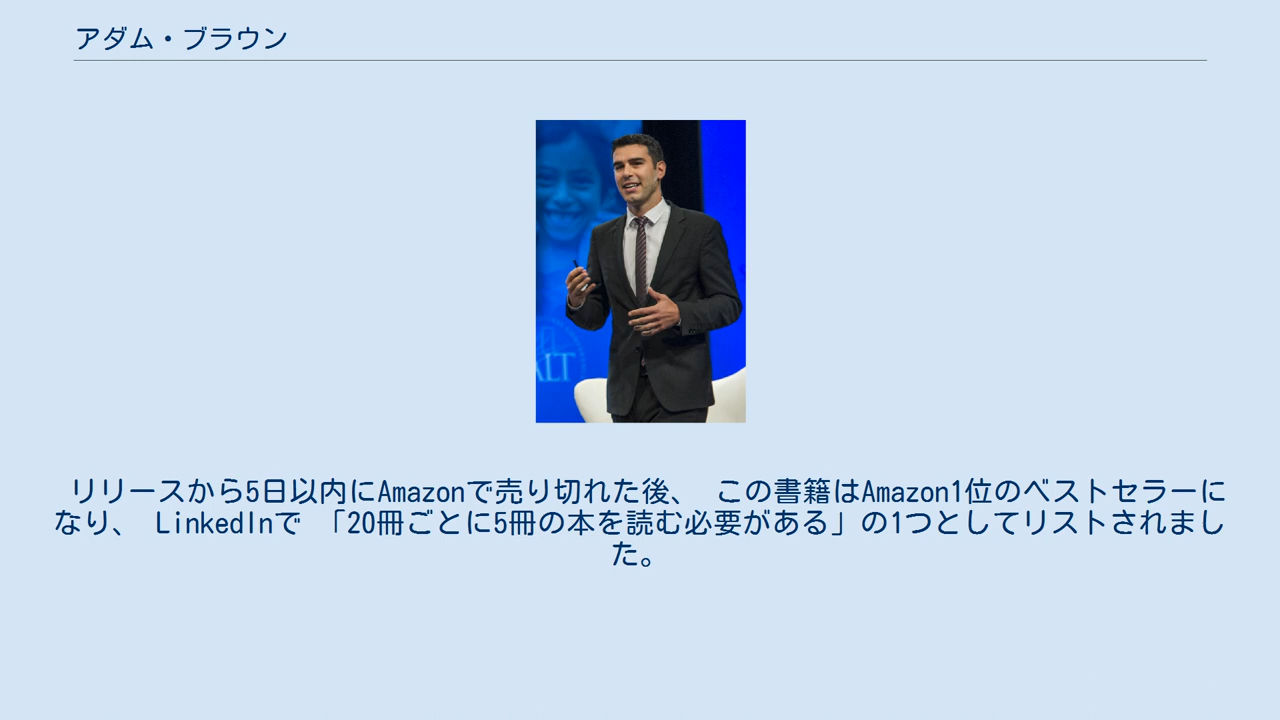 アダム・ブラウン
ALT
リリースから5日以内にAmazonで売り切れた後、 この書籍はAmazon1位のベストセラーに
なり、 LinkedInで 「20冊ごとに5冊の本を読む必要がある」の1つとしてリストされまし
た。